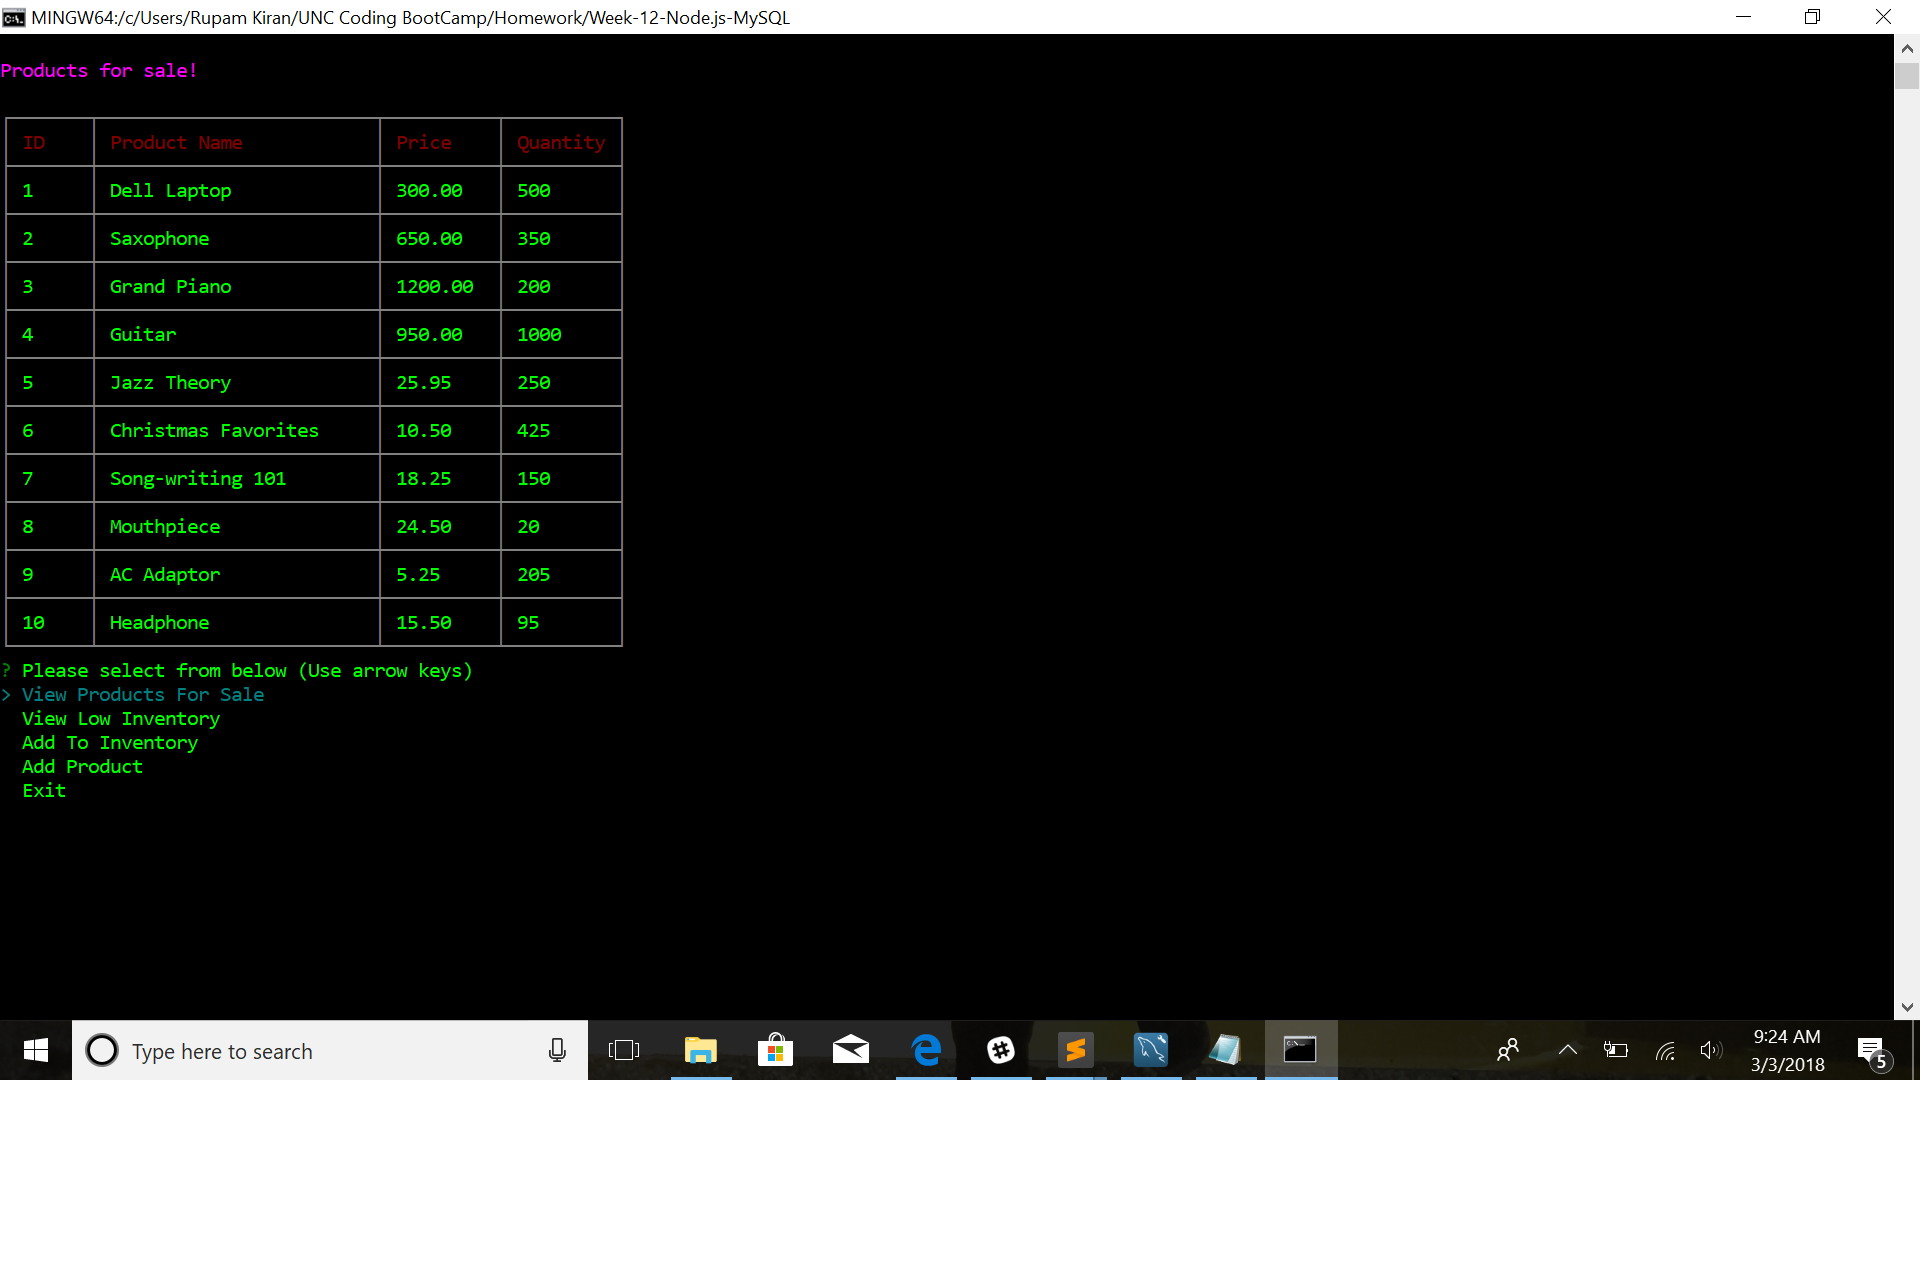 MINGW64:/c/Users/Rupam Kiran/UNC Coding BootCamp/Homework/Week-12-Node.js-MySQL
Products for sale!
ID Product Name Price Quantity
1 Dell Laptop 300.00 500
2 Saxophone 650.00 350
3 Grand Piano 1200.00 200
4 Guitar 950.00 1000
5 Jazz Theory 25.95 250
6 Christmas Favorites 10.50 425
7 Song-writing 101 18.25 150
8 Mouthpiece 24.50 20
9 AC Adaptor 5.25 205
10 Headphone 15.50 95
? Please select from below (Use arrow keys)
> View Products For Sale
View Low Inventory
Add To Inventory
Add Product
Exit
Type here to search
9:24 AM
3/3/2018
5